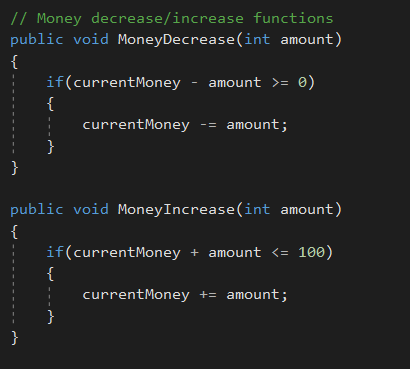 // Money decrease/increase functions
public void MoneyDecrease(int amount)
{
if(currentMoney - amount >= 0)
{
currentMoney -= amount;
}
}
public void MoneyIncrease(int amount)
{
if(currentMoney + amount <= 100)
{
currentMoney += amount;
}
}